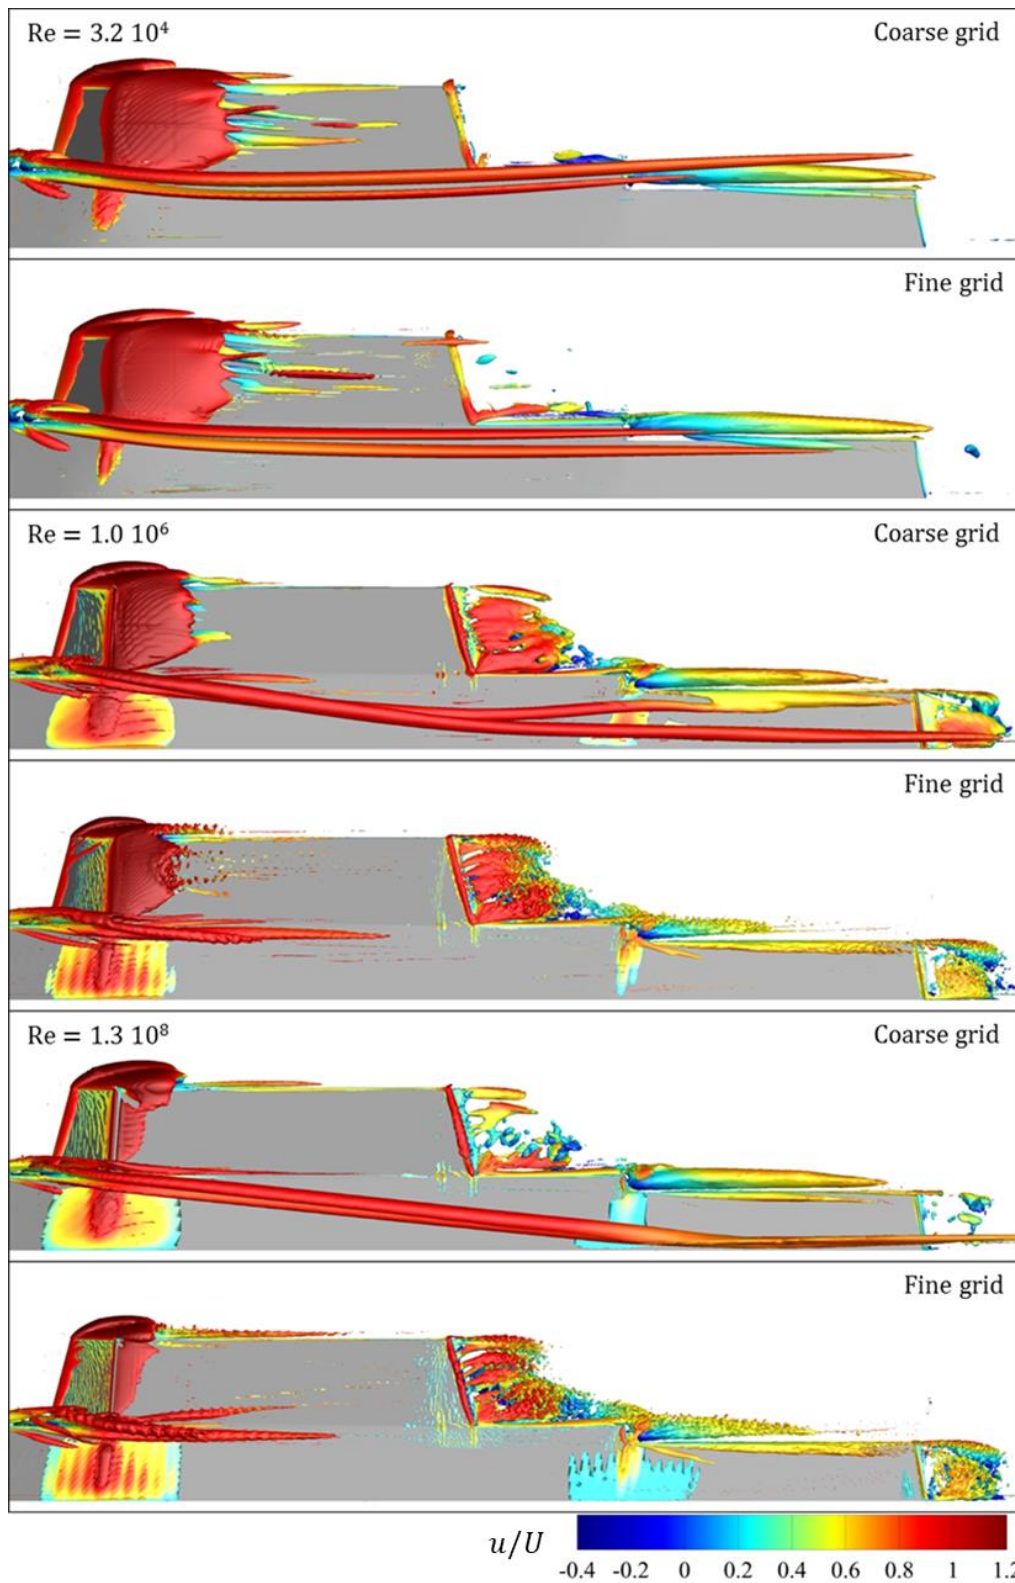 Re = 3.2 10⁴ Coarse grid
Fine grid
Re = 1.0 10⁶ Coarse grid
Fine grid
Re = 1.3 10⁸ Coarse grid
Fine grid
u/U
-0.4 -0.2 0 0.2 0.4 0.6 0.8 1 1.2